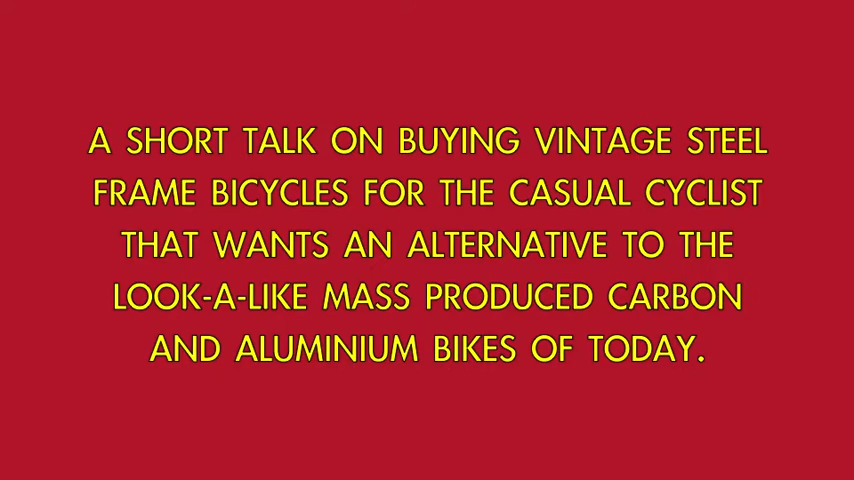 A SHORT TALK ON BUYING VINTAGE STEEL
FRAME BICYCLES FOR THE CASUAL CYCLIST
THAT WANTS AN ALTERNATIVE TO THE
LOOK-A-LIKE MASS PRODUCED CARBON
AND ALUMINIUM BIKES OF TODAY.